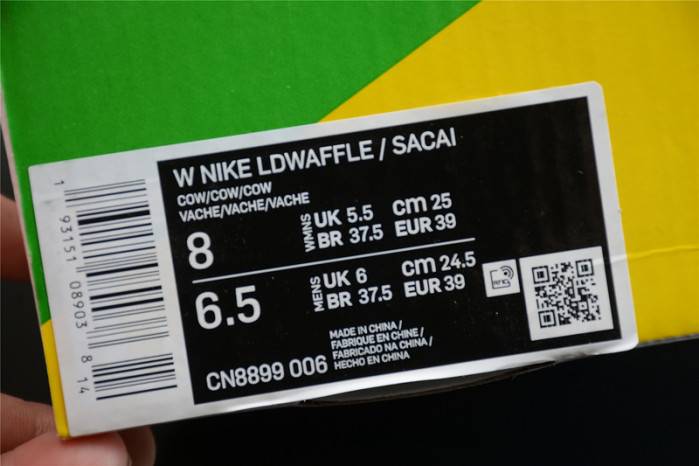 W NIKE LDWAFFLE / SACAI
COW/COW/COW
VACHE/VACHE/VACHE
8
WMNS
UK 5.5 cm 25
BR 37.5 EUR 39
6.5
MENS
UK 6 cm 24.5
BR 37.5 EUR 39
CN8899 006
MADE IN CHINA /
FABRIQUE EN CHINE /
FABRICADO NA CHINA /
HECHO EN CHINA
1 93151 08903 8 14